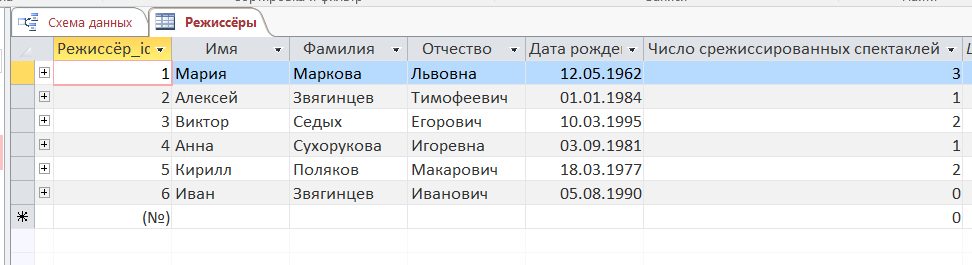 Схема данных Режиссёры
Режиссёр_ic Имя Фамилия Отчество Дата рожде Число срежиссированных спектаклей
1 Мария Маркова Львовна 12.05.1962 3
2 Алексей Звягинцев Тимофеевич 01.01.1984 1
3 Виктор Седых Егорович 10.03.1995 2
4 Анна Сухорукова Игоревна 03.09.1981 1
5 Кирилл Поляков Макарович 18.03.1977 2
6 Иван Звягинцев Иванович 05.08.1990 0
(№) 0